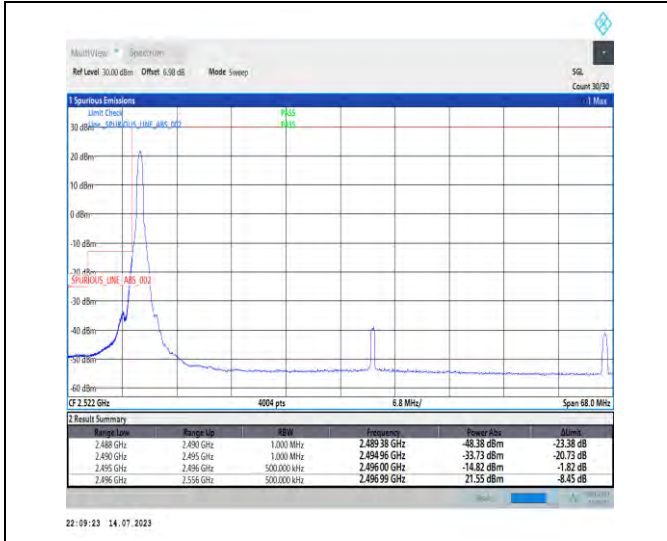 MultiView Spectrum
Ref Level 30.00 dBm Offset 6.98 dB Mode Sweep SGL
Count 30/30
1 Spurious Emissions 1 Max
Limit Check PASS
Line _SPURIOUS_LINE_ABS_002 PASS
30 dBm
20 dBm
10 dBm
0 dBm
-10 dBm
-20 dBm
_SPURIOUS_LINE_ABS_002
-30 dBm
-40 dBm
-50 dBm
-60 dBm
CF 2.522 GHz 4004 pts 6.8 MHz/ Span 68.0 MHz
2 Result Summary
Range Low Range Up RBW Frequency Power Abs ΔLimit
2.488 GHz 2.490 GHz 1.000 MHz 2.489 38 GHz -48.38 dBm -23.38 dB
2.490 GHz 2.495 GHz 1.000 MHz 2.494 96 GHz -33.73 dBm -20.73 dB
2.495 GHz 2.496 GHz 500.000 kHz 2.496 00 GHz -14.82 dBm -1.82 dB
2.496 GHz 2.556 GHz 500.000 kHz 2.496 99 GHz 21.55 dBm -8.45 dB
22:09:23 14.07.2023